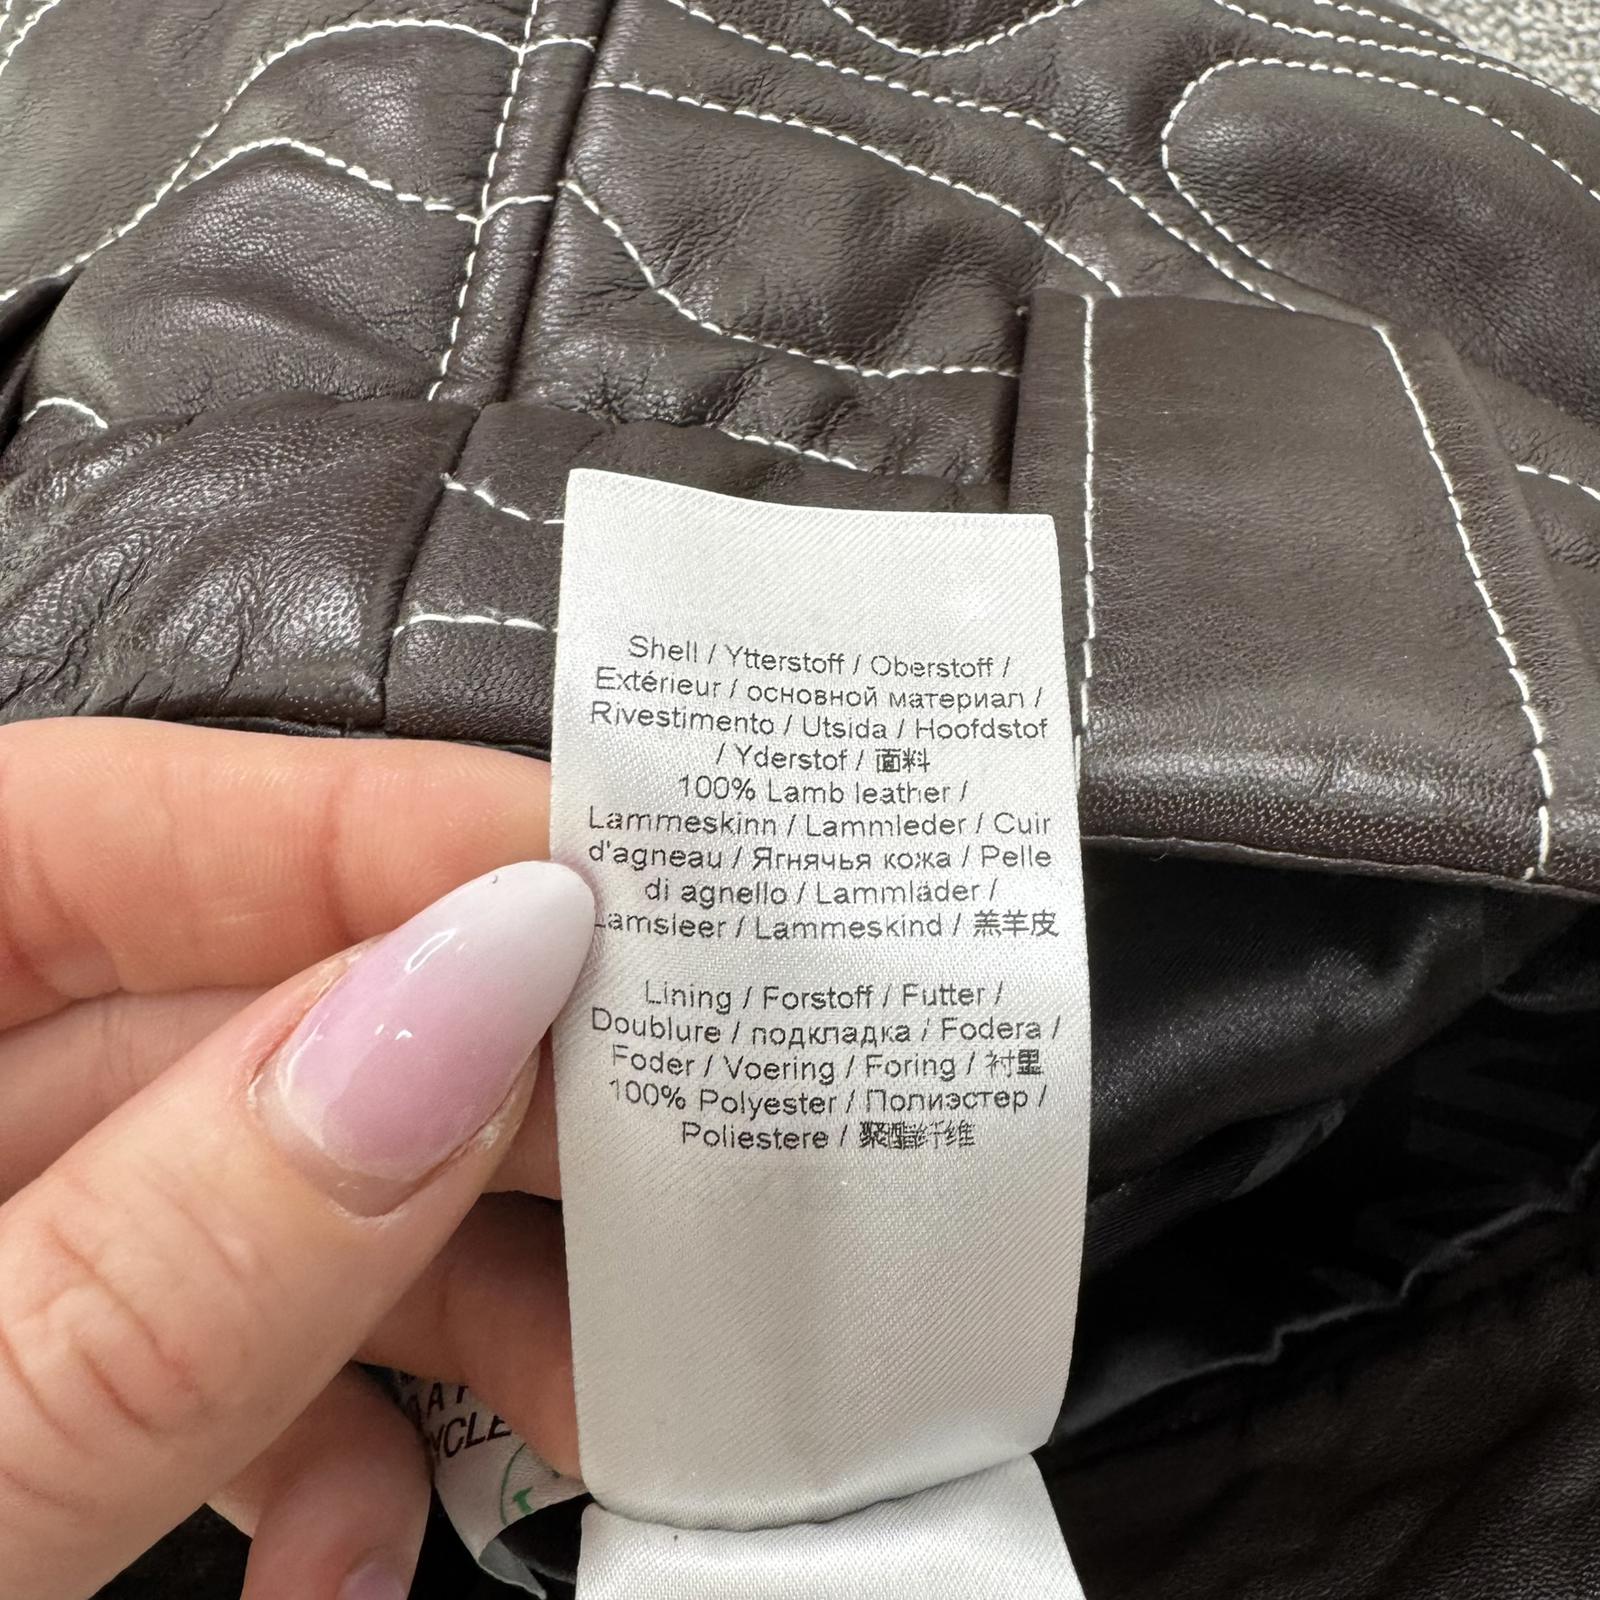 Shell / Ytterstoff / Oberstoff /
Extérieur / основной материал /
Rivestimento / Utsida / Hoofdstof
/ Yderstof / 面料
100% Lamb leather /
Lammeskinn / Lammleder / Cuir
d'agneau / Ягнячья кожа / Pelle
di agnello / Lammläder /
Lamsleer / Lammeskind / 羔羊皮
Lining / Forstoff / Futter /
Doublure / подкладка / Fodera /
Foder / Voering / Foring / 衬里
100% Polyester / Полиэстер /
Poliestere / 聚酯纤维